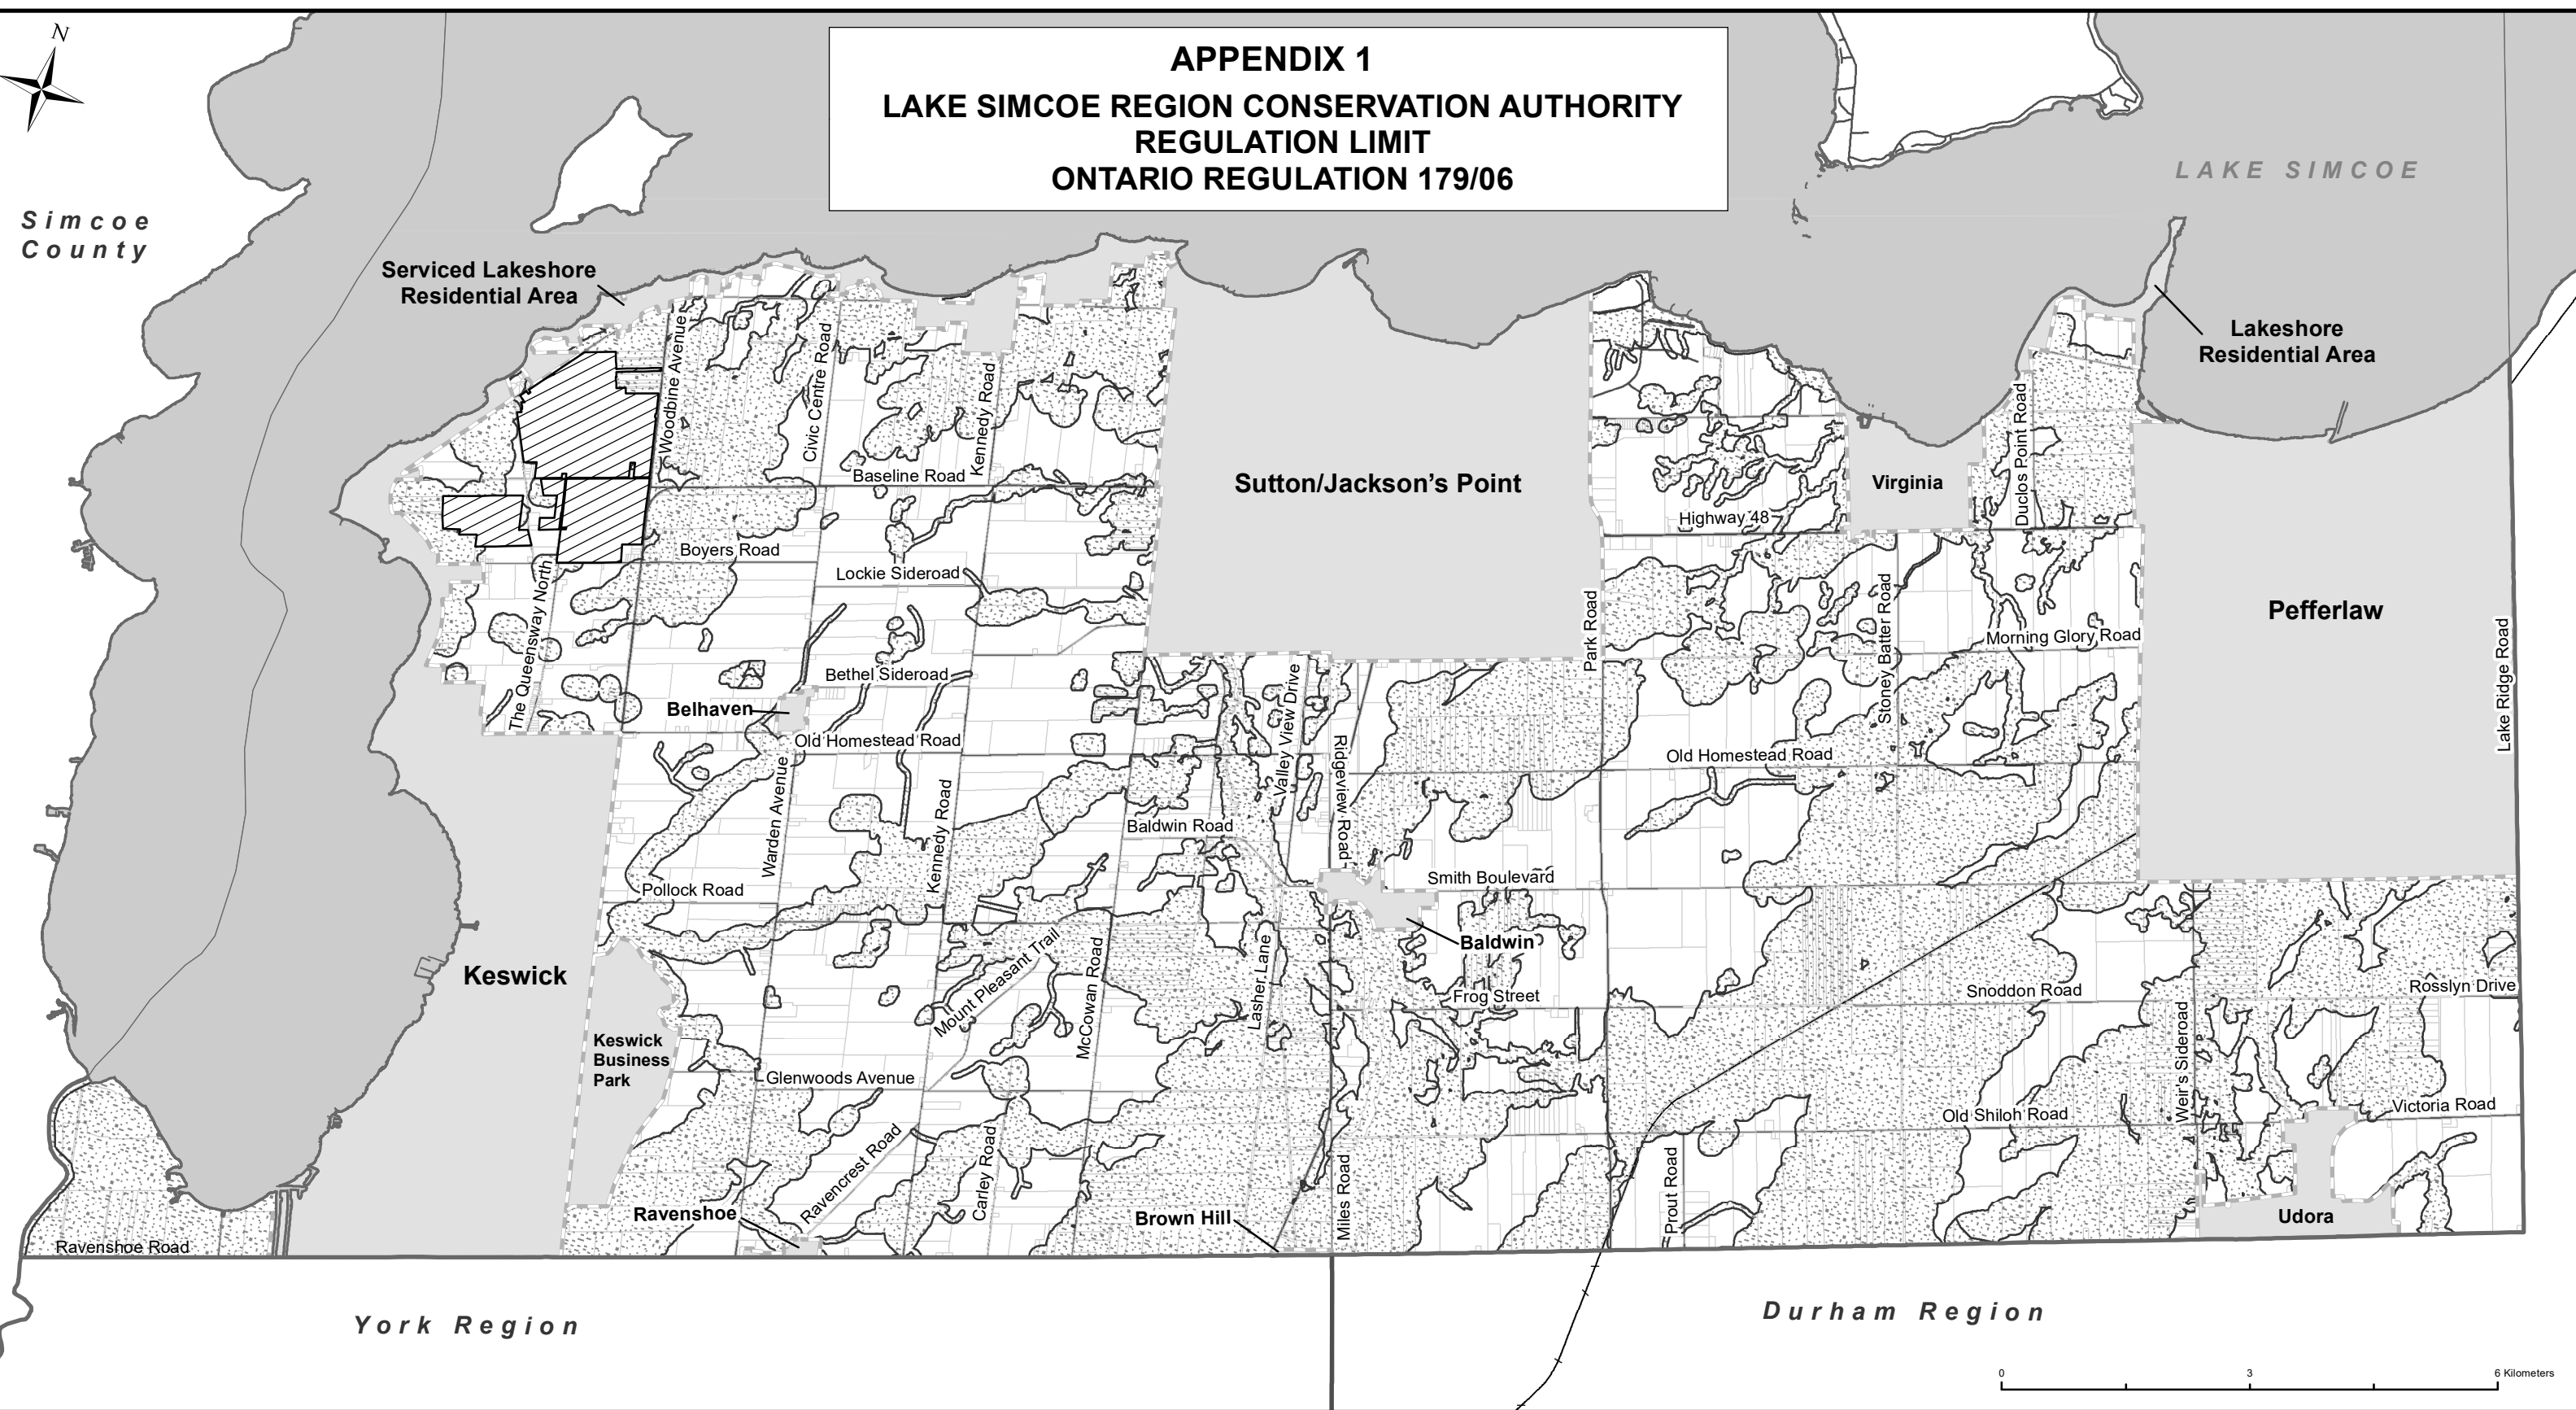 N
APPENDIX 1
LAKE SIMCOE REGION CONSERVATION AUTHORITY
REGULATION LIMIT
ONTARIO REGULATION 179/06
LAKE SIMCOE
Simcoe
County
Serviced Lakeshore
Residential Area
Lakeshore
Residential Area
Woodbine Avenue
Civic Centre Road
Kennedy Road
Duclos Point Road
Baseline Road
Sutton/Jackson's Point
Virginia
Highway 48
Boyers Road
Lockie Sideroad
The Queensway North
Park Road
Stoney Batter Road
Pefferlaw
Morning Glory Road
Lake Ridge Road
Bethel Sideroad
Belhaven
Valley View Drive
Old Homestead Road
Ridgeview Road
Old Homestead Road
Warden Avenue
Kennedy Road
Baldwin Road
Pollock Road
Smith Boulevard
Baldwin
Keswick
Mount Pleasant Trail
McCowan Road
Lasher Lane
Frog Street
Snoddon Road
Rosslyn Drive
Keswick
Business
Park
Weir's Sideroad
Glenwoods Avenue
Old Shiloh Road
Victoria Road
Ravencrest Road
Carley Road
Miles Road
Prout Road
Ravenshoe
Brown Hill
Udora
Ravenshoe Road
York Region
Durham Region
0 3 6 Kilometers